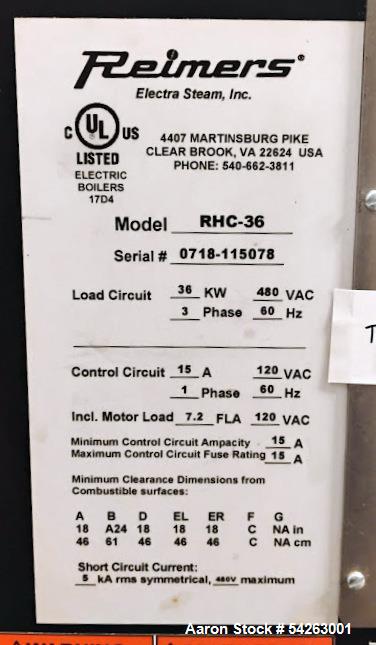 Reimers®
Electra Steam, Inc.
C UL US
LISTED
ELECTRIC
BOILERS
17D4
4407 MARTINSBURG PIKE
CLEAR BROOK, VA 22624 USA
PHONE: 540-662-3811
Model RHC-36
Serial # 0718-115078
Load Circuit 36 KW 480 VAC
3 Phase 60 Hz
Control Circuit 15 A 120 VAC
1 Phase 60 Hz
Incl. Motor Load 7.2 FLA 120 VAC
Minimum Control Circuit Ampacity 15 A
Maximum Control Circuit Fuse Rating 15 A
Minimum Clearance Dimensions from
Combustible surfaces:
A B D EL ER F G
18 A24 18 18 18 C NA in
46 61 46 46 46 C NA cm
Short Circuit Current:
5 kA rms symmetrical, 480V maximum
Aaron Stock # 54263001